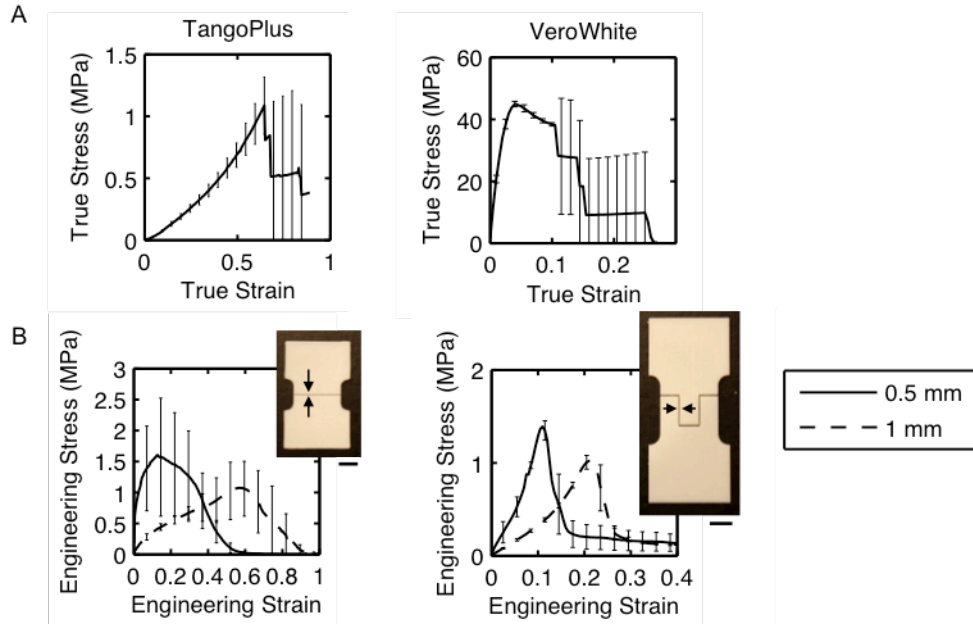 A
TangoPlus
True Stress (MPa)
1.5
1
0.5
0
0 0.5 1
True Strain
VeroWhite
True Stress (MPa)
60
40
20
0
0 0.1 0.2
True Strain
B
Engineering Stress (MPa)
3
2.5
2
1.5
1
0.5
0
0 0.2 0.4 0.6 0.8 1
Engineering Strain
Engineering Stress (MPa)
2
1
0
0 0.1 0.2 0.3 0.4
Engineering Strain
0.5 mm
1 mm